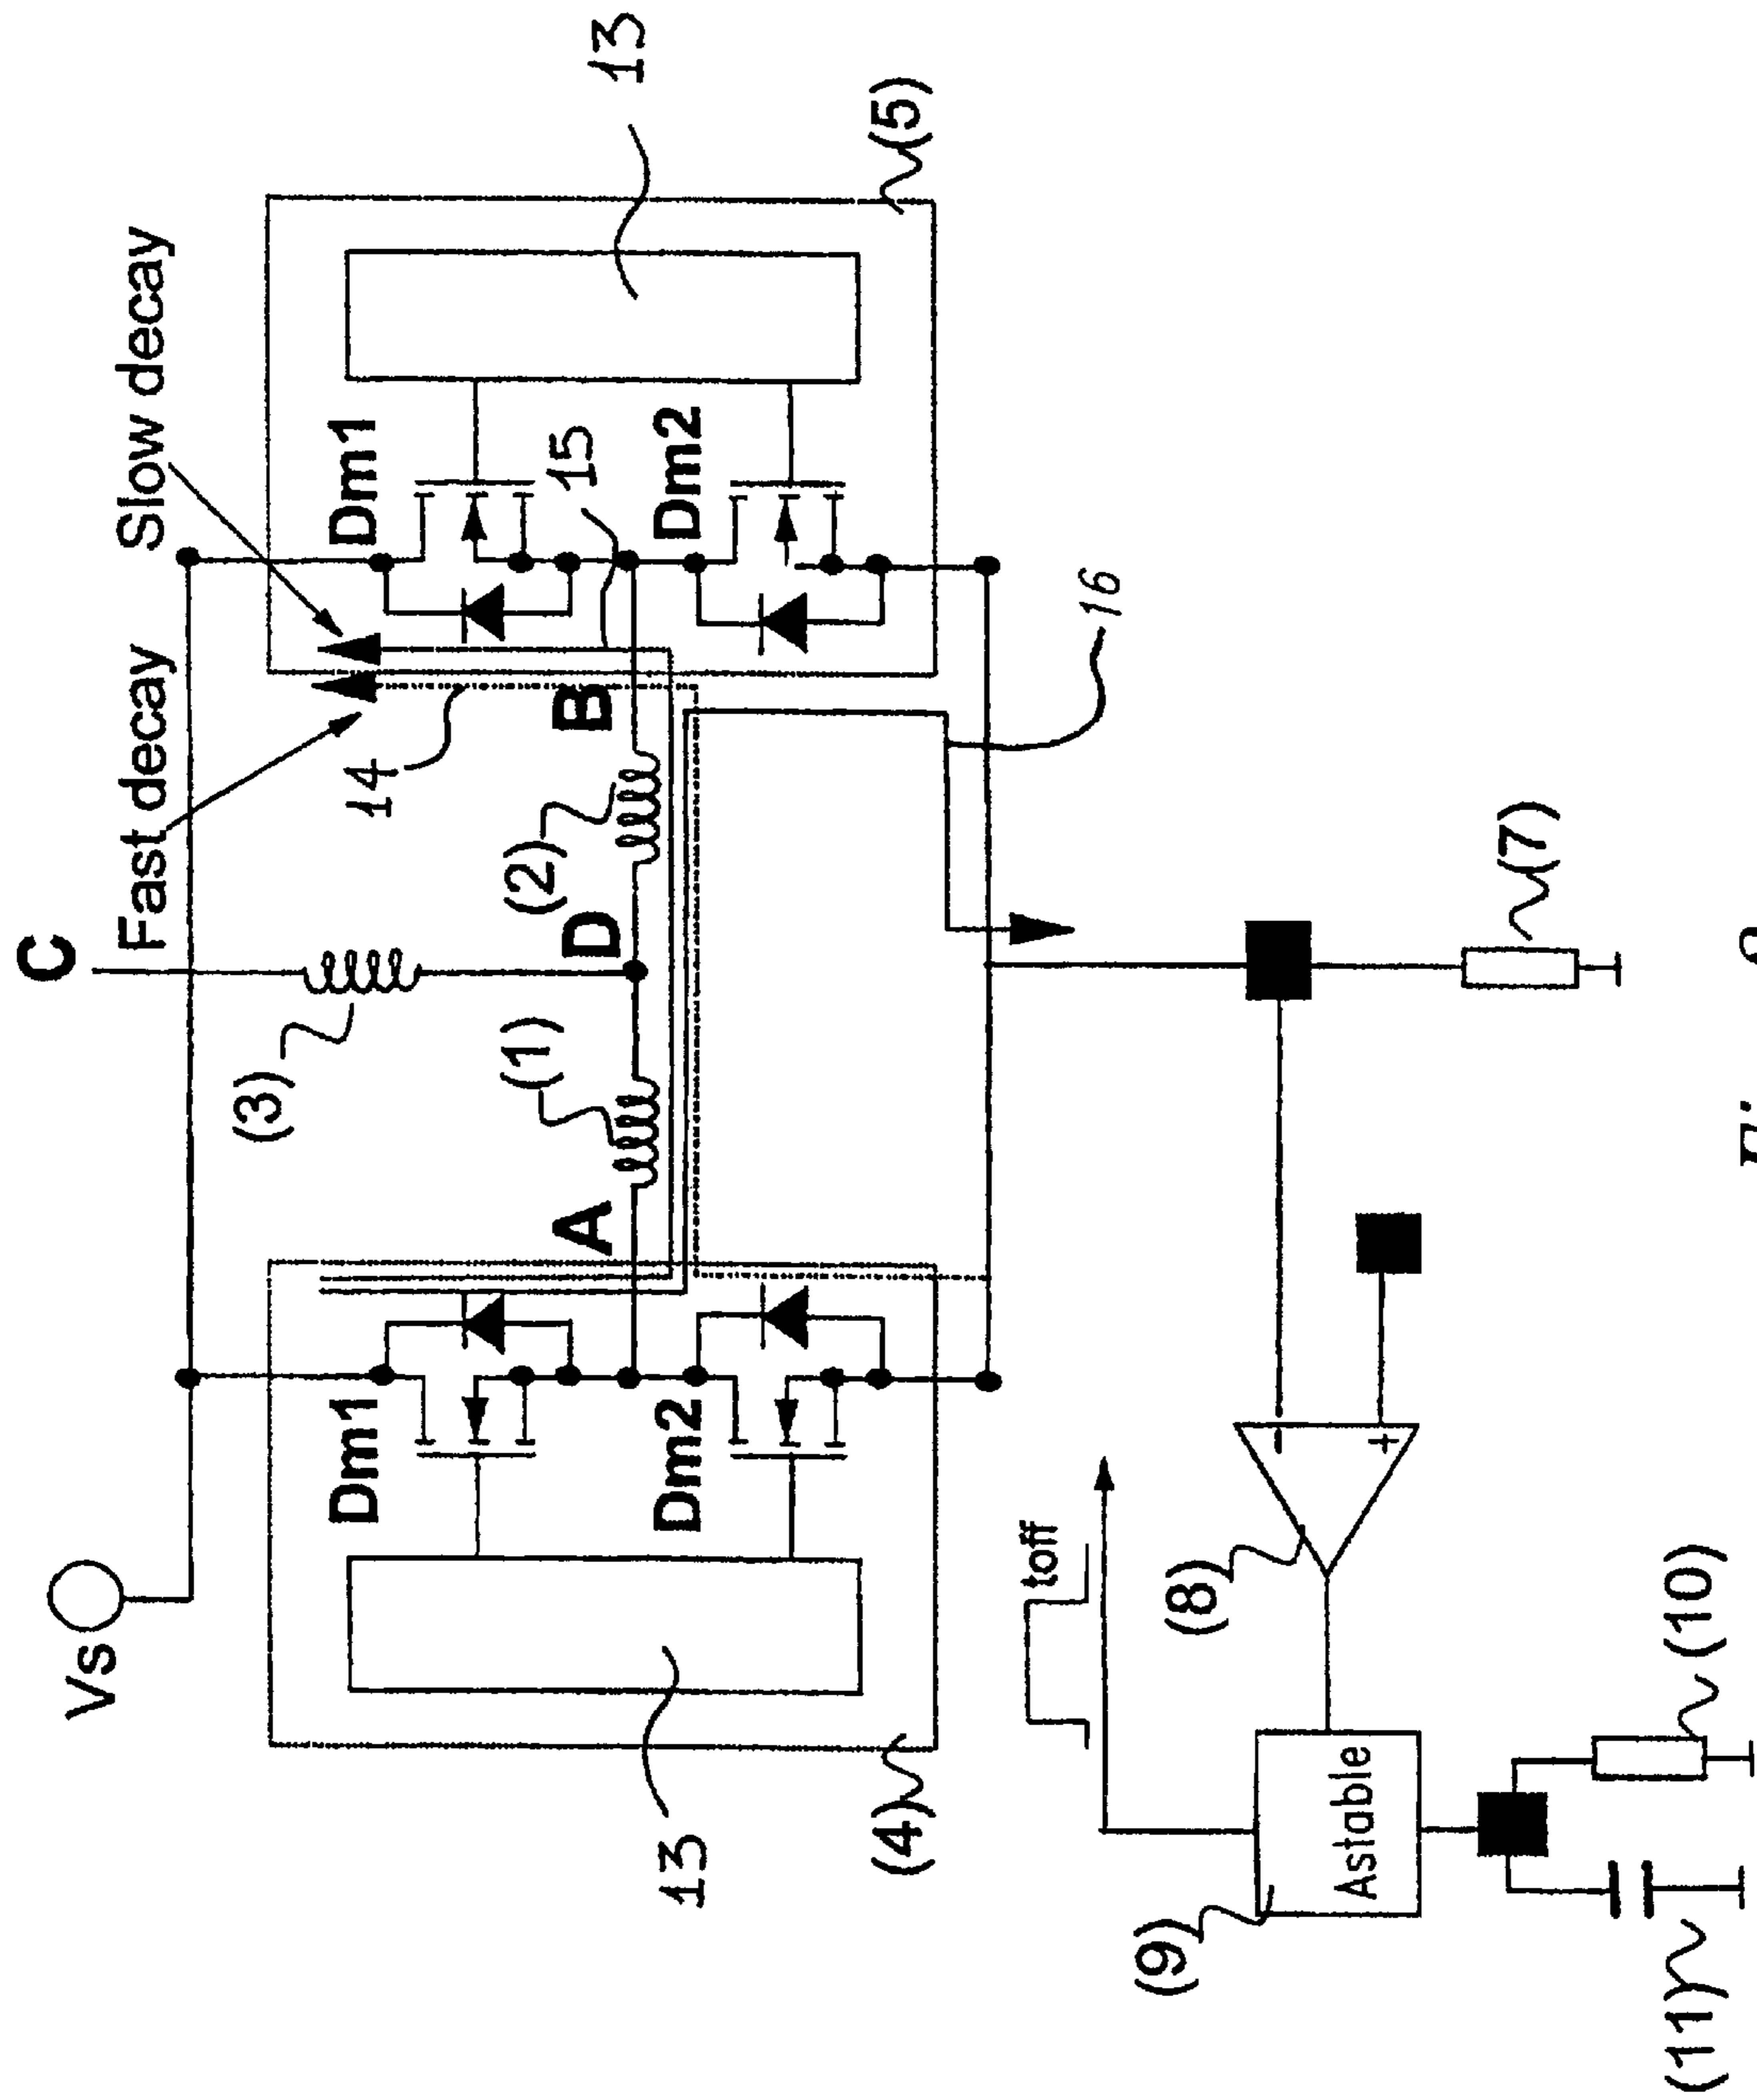 Vs
C
Fast decay
Slow decay
13
13
(4)
(5)
Dm1
Dm1
Dm2
Dm2
(3)
14
15
(1)
(2)
A
D
B
16
toff
(9)
(8)
-
+
(7)
Astable
(11)
(10)